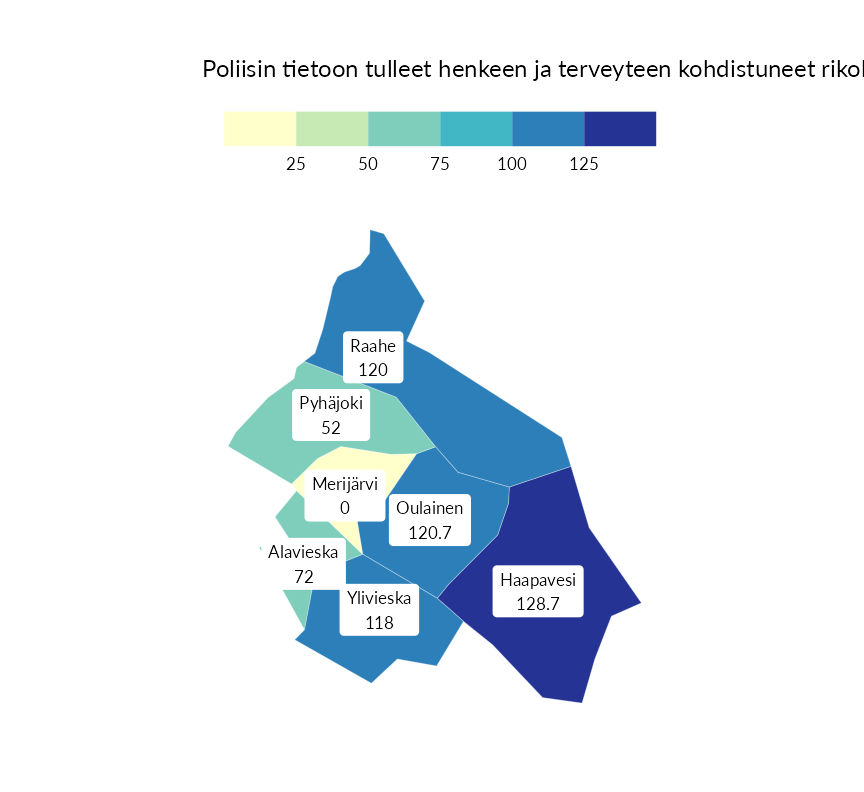 Poliisin tietoon tulleet henkeen ja terveyteen kohdistuneet
25 50 75 100 125
Raahe
120
Pyhäjoki
52
Merijärvi
0
Oulainen
120.7
Alavieska
72
Haapavesi
128.7
Ylivieska
118